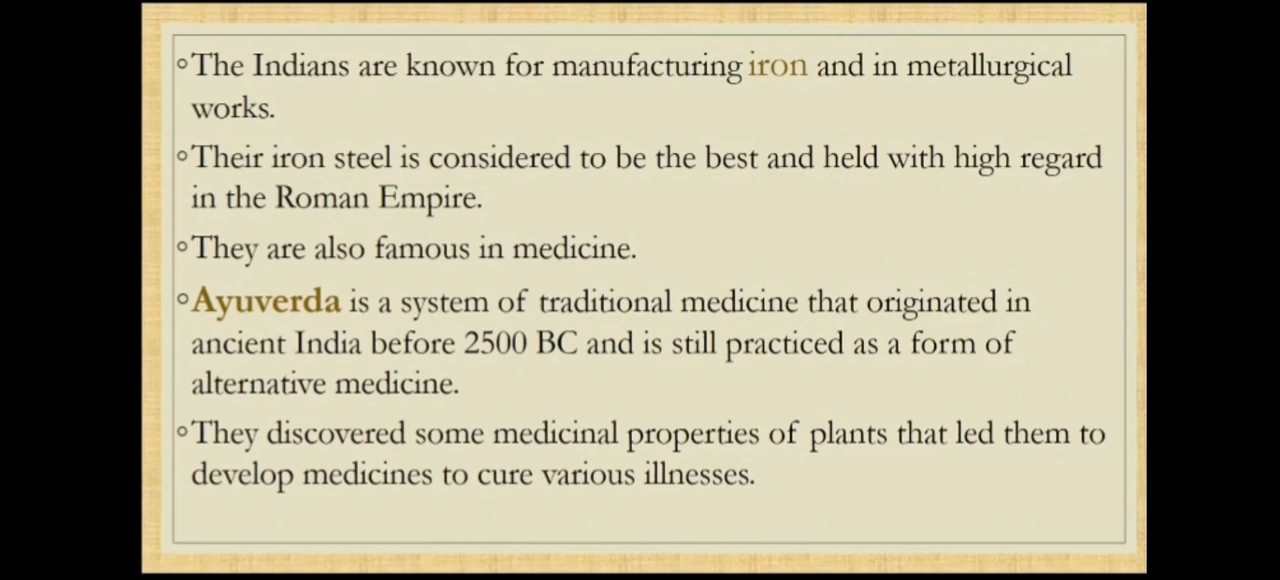 °The Indians are known for manufacturing iron and in metallurgical
works.
°Their iron steel is considered to be the best and held with high regard
in the Roman Empire.
°They are also famous in medicine.
°Ayuverda is a system of traditional medicine that originated in
ancient India before 2500 BC and is still practiced as a form of
alternative medicine.
°They discovered some medicinal properties of plants that led them to
develop medicines to cure various illnesses.